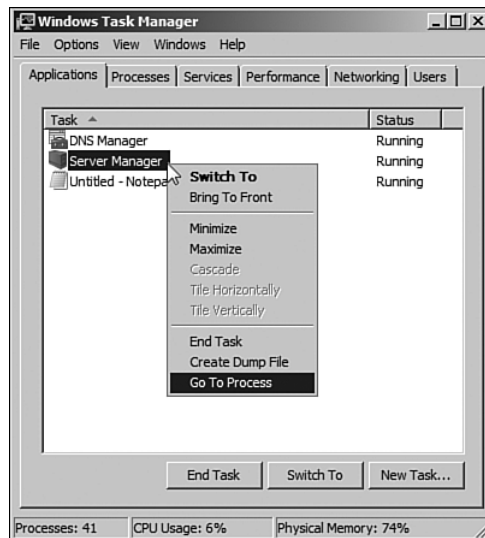 Windows Task Manager
File Options View Windows Help
Applications Processes Services Performance Networking Users
Task Status
DNS Manager Running
Server Manager Running
Untitled - Notepa Running
Switch To
Bring To Front
Minimize
Maximize
Cascade
Tile Horizontally
Tile Vertically
End Task
Create Dump File
Go To Process
End Task Switch To New Task...
Processes: 41 CPU Usage: 6% Physical Memory: 74%